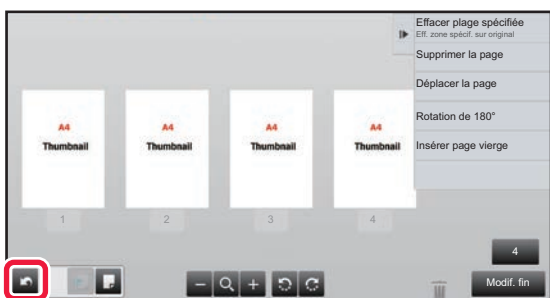 Effacer plage spécifiée
Eff. zone spécif. sur original
Supprimer la page
Déplacer la page
Rotation de 180°
Insérer page vierge
A4 A4 A4 A4
Thumbnail Thumbnail Thumbnail Thumbnail
1 2 3 4
4
Modif. fin